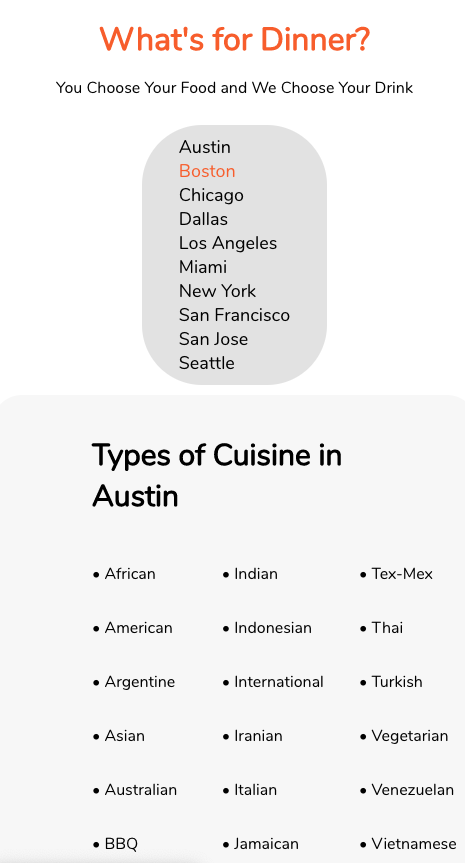 What's for Dinner?
You Choose Your Food and We Choose Your Drink
Austin
Boston
Chicago
Dallas
Los Angeles
Miami
New York
San Francisco
San Jose
Seattle
Types of Cuisine in
Austin
• African
• Indian
• Tex-Mex
• American
• Indonesian
• Thai
• Argentine
• International
• Turkish
• Asian
• Iranian
• Vegetarian
• Australian
• Italian
• Venezuelan
• BBQ
• Jamaican
• Vietnamese